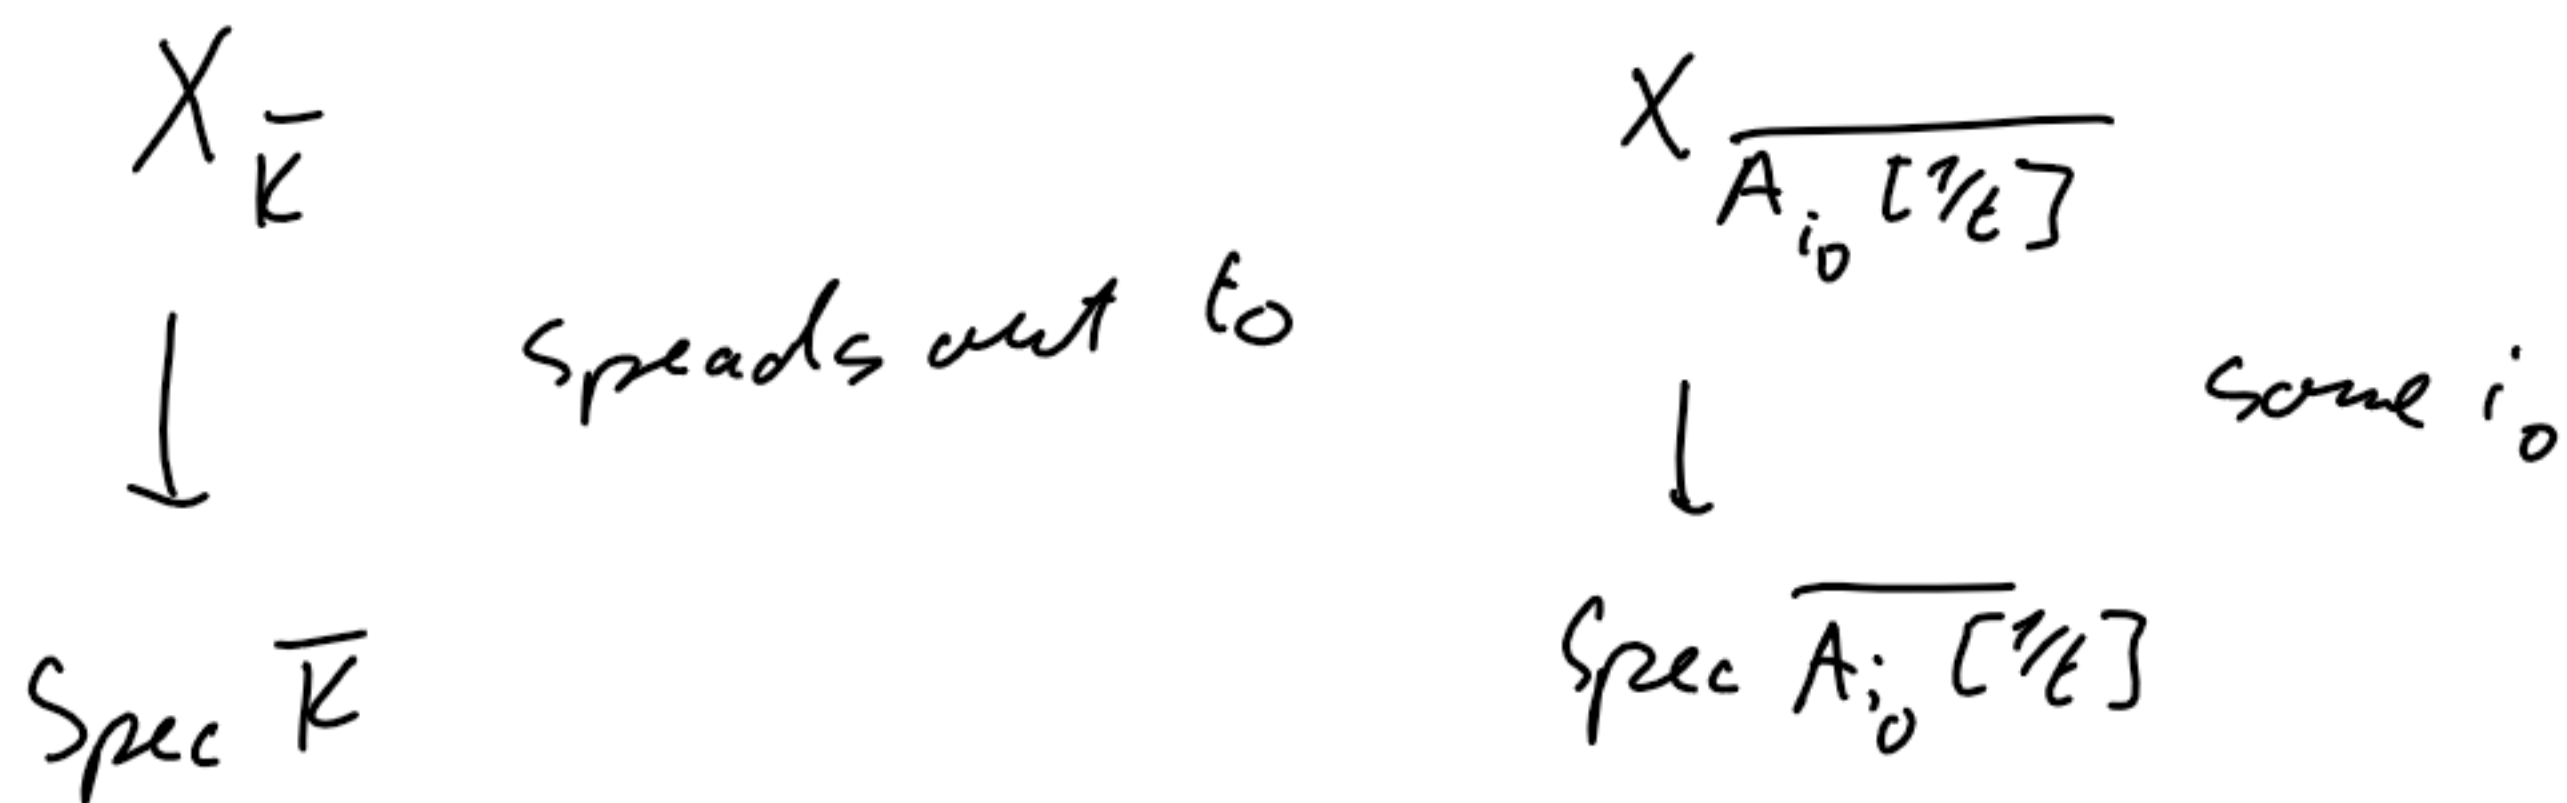 X_{\overline{K}} spreads out to X_{\overline{A_{i_0}[1/t]}} some i_0
↓ ↓
Spec \overline{K} Spec \overline{A_{i_0}}[1/t]